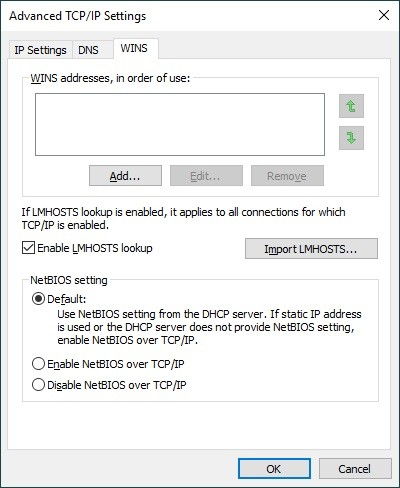 Advanced TCP/IP Settings
IP Settings DNS WINS
WINS addresses, in order of use:
Add... Edit... Remove
If LMHOSTS lookup is enabled, it applies to all connections for which
TCP/IP is enabled.
Enable LMHOSTS lookup Import LMHOSTS...
NetBIOS setting
Default:
Use NetBIOS setting from the DHCP server. If static IP address
is used or the DHCP server does not provide NetBIOS setting,
enable NetBIOS over TCP/IP.
Enable NetBIOS over TCP/IP
Disable NetBIOS over TCP/IP
OK Cancel